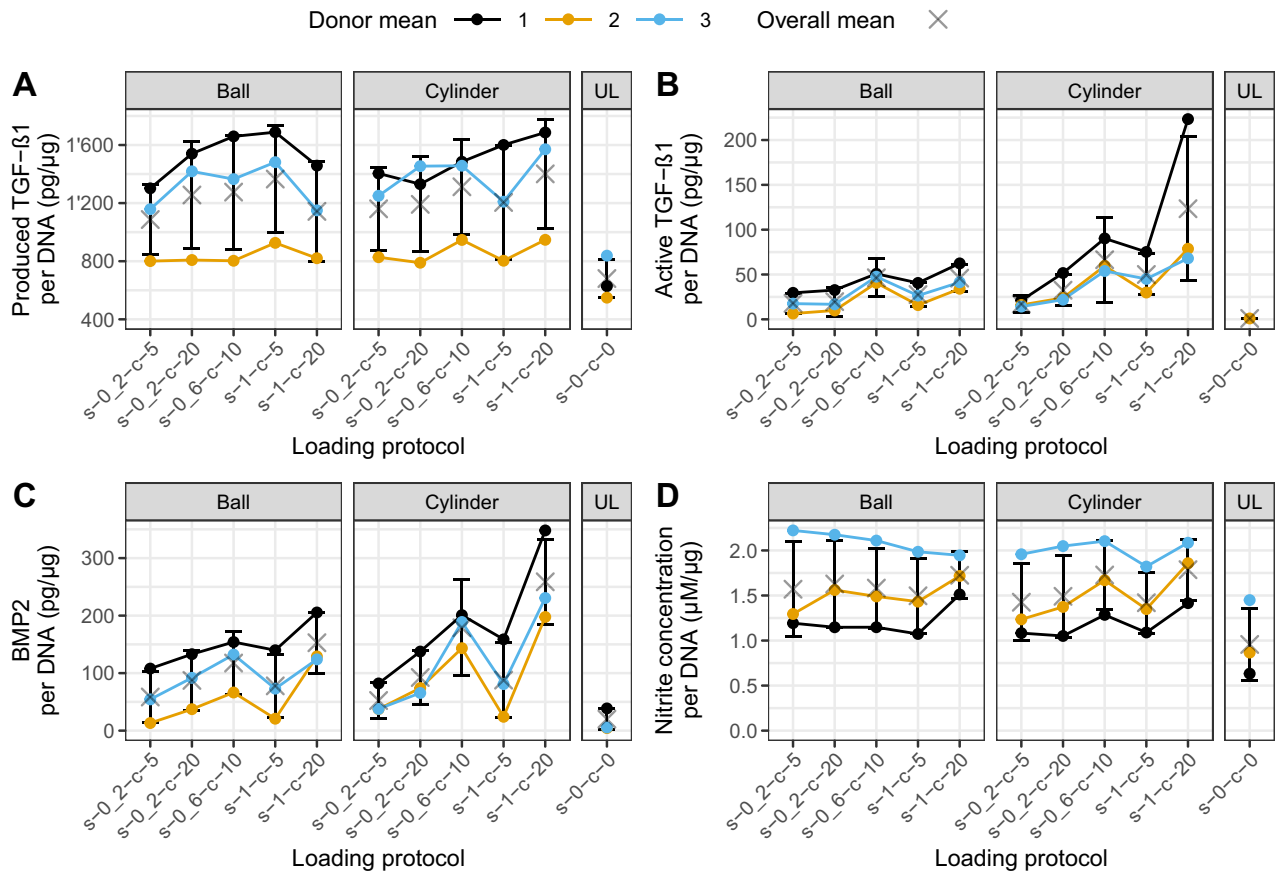 Donor mean 1 2 3 Overall mean
A
Ball Cylinder UL
Produced TGF−ß1
per DNA (pg/µg)
1'600
1200
800
400
s−0_2−c−5 s−0_2−c−20 s−0_6−c−10 s−1−c−5 s−1−c−20 s−0_2−c−5 s−0_2−c−20 s−0_6−c−10 s−1−c−5 s−1−c−20 s−0−c−0
Loading protocol
B
Ball Cylinder UL
Active TGF−ß1
per DNA (pg/µg)
200
150
100
50
0
s−0_2−c−5 s−0_2−c−20 s−0_6−c−10 s−1−c−5 s−1−c−20 s−0_2−c−5 s−0_2−c−20 s−0_6−c−10 s−1−c−5 s−1−c−20 s−0−c−0
Loading protocol
C
Ball Cylinder UL
BMP2
per DNA (pg/µg)
300
200
100
0
s−0_2−c−5 s−0_2−c−20 s−0_6−c−10 s−1−c−5 s−1−c−20 s−0_2−c−5 s−0_2−c−20 s−0_6−c−10 s−1−c−5 s−1−c−20 s−0−c−0
Loading protocol
D
Ball Cylinder UL
Nitrite concentration
per DNA (µM/µg)
2.0
1.5
1.0
0.5
0.0
s−0_2−c−5 s−0_2−c−20 s−0_6−c−10 s−1−c−5 s−1−c−20 s−0_2−c−5 s−0_2−c−20 s−0_6−c−10 s−1−c−5 s−1−c−20 s−0−c−0
Loading protocol